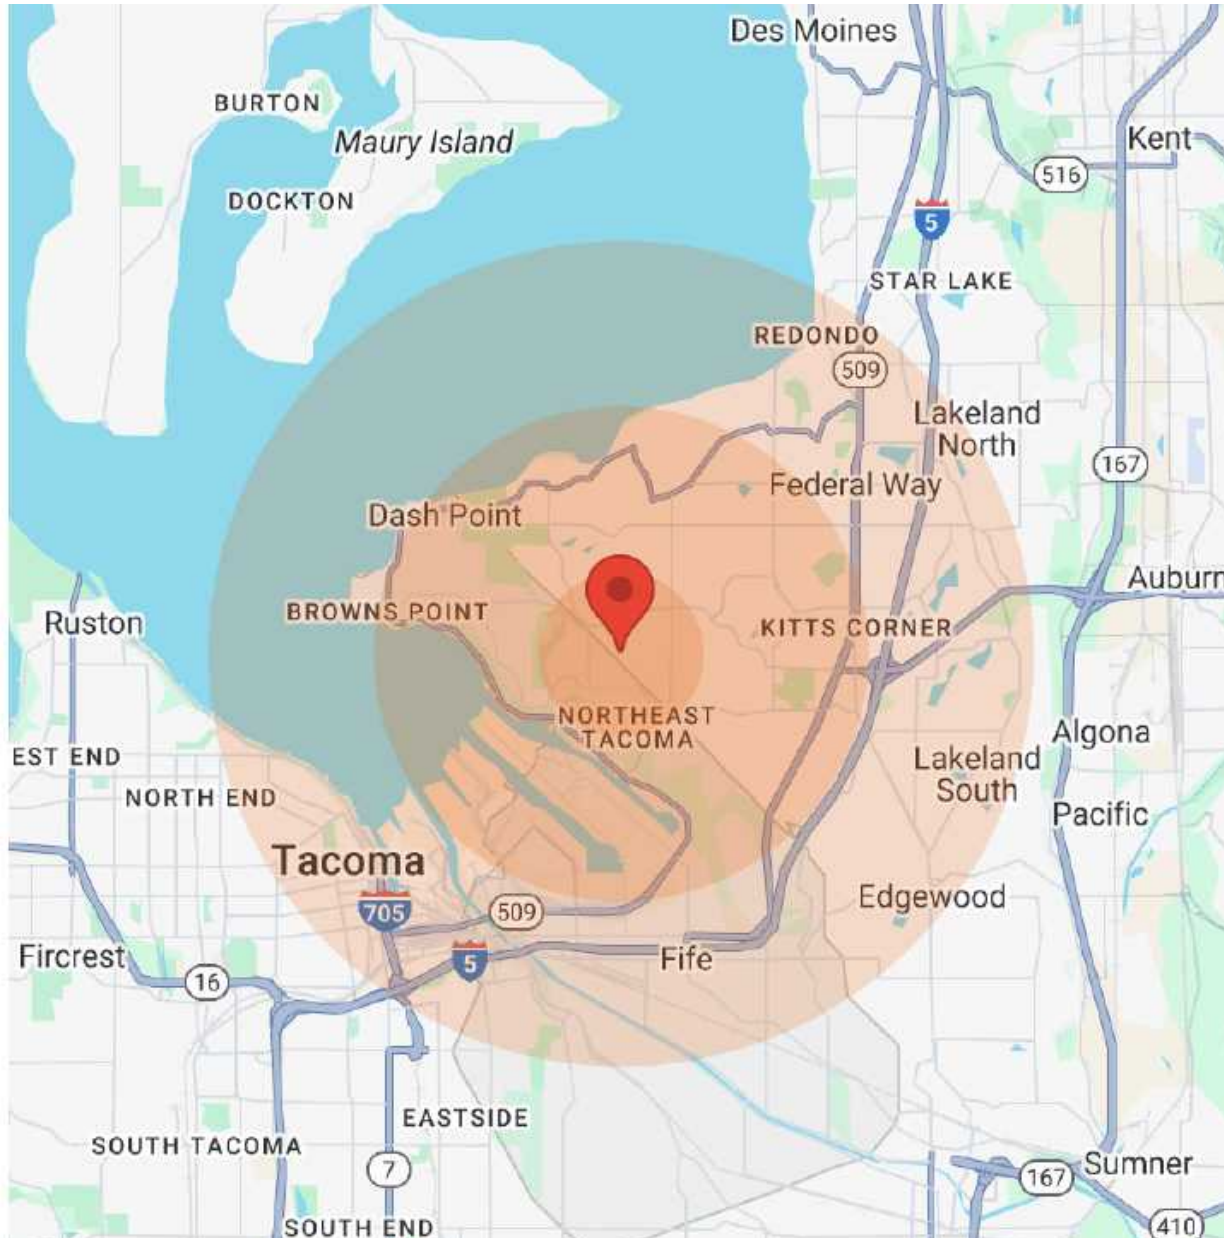 Des Moines
BURTON
Maury Island
Kent
516
DOCKTON
5
STAR LAKE
REDONDO
509
Lakeland
North
167
Federal Way
Dash Point
Auburn
BROWNS POINT
Ruston
KITTS CORNER
NORTHEAST
TACOMA
Algona
EST END
Lakeland
South
NORTH END
Pacific
Tacoma
Edgewood
705
509
Fircrest
5
Fife
16
EASTSIDE
SOUTH TACOMA
7
Sumner
167
SOUTH END
410